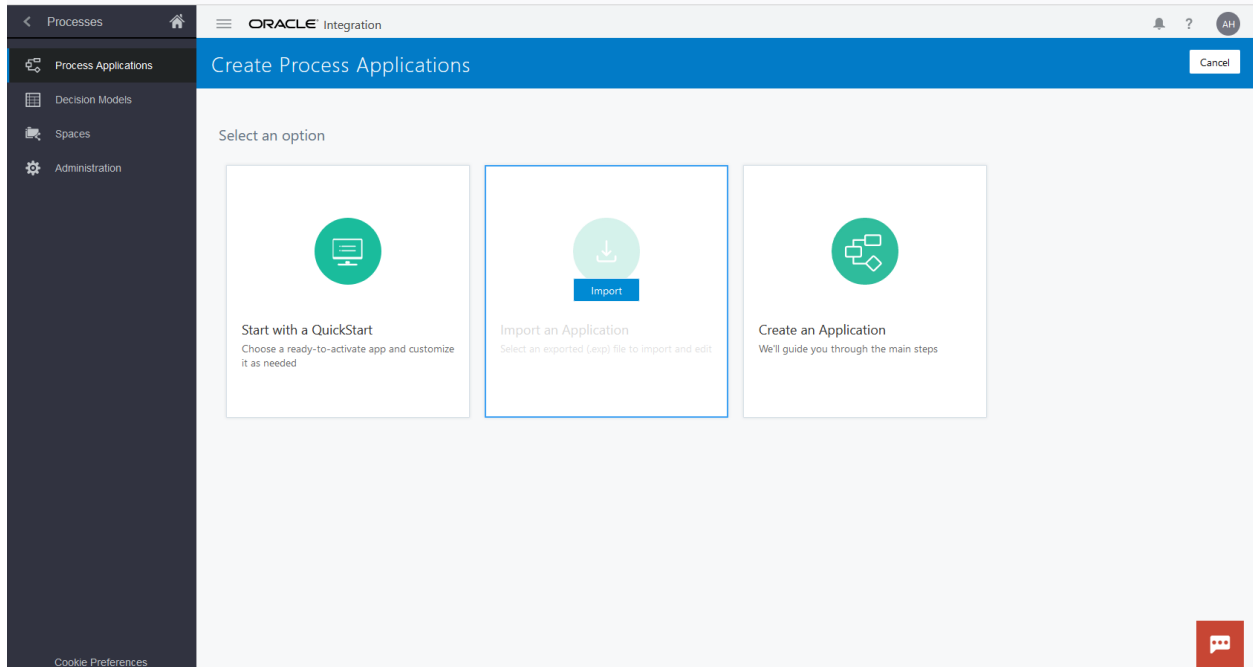 Processes
ORACLE Integration
?
AH
Process Applications
Create Process Applications
Cancel
Decision Models
Spaces
Administration
Select an option
Import
Start with a QuickStart
Choose a ready-to-activate app and customize
it as needed
Import an Application
Select an exported (.exp) file to import and edit
Create an Application
We'll guide you through the main steps
Cookie Preferences